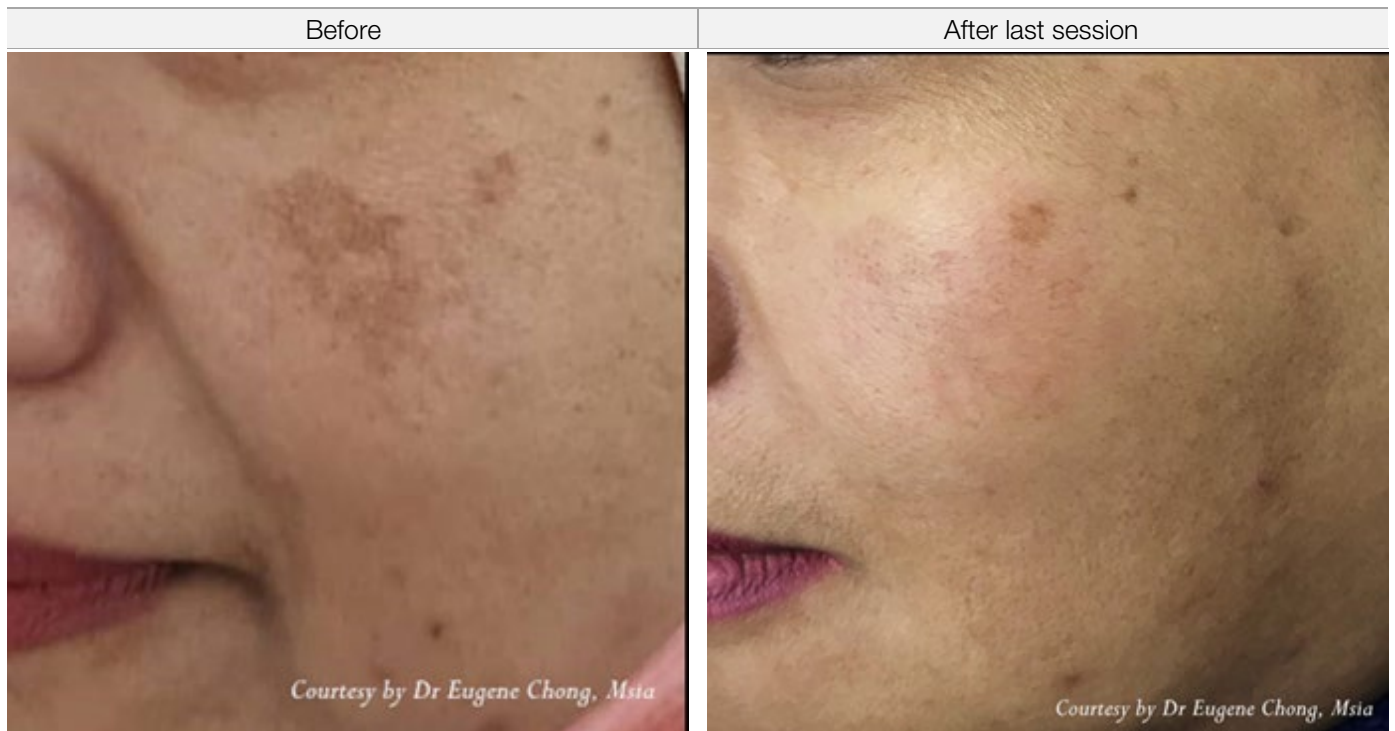 Before
After last session
Courtesy by Dr Eugene Chong, Msia
Courtesy by Dr Eugene Chong, Msia